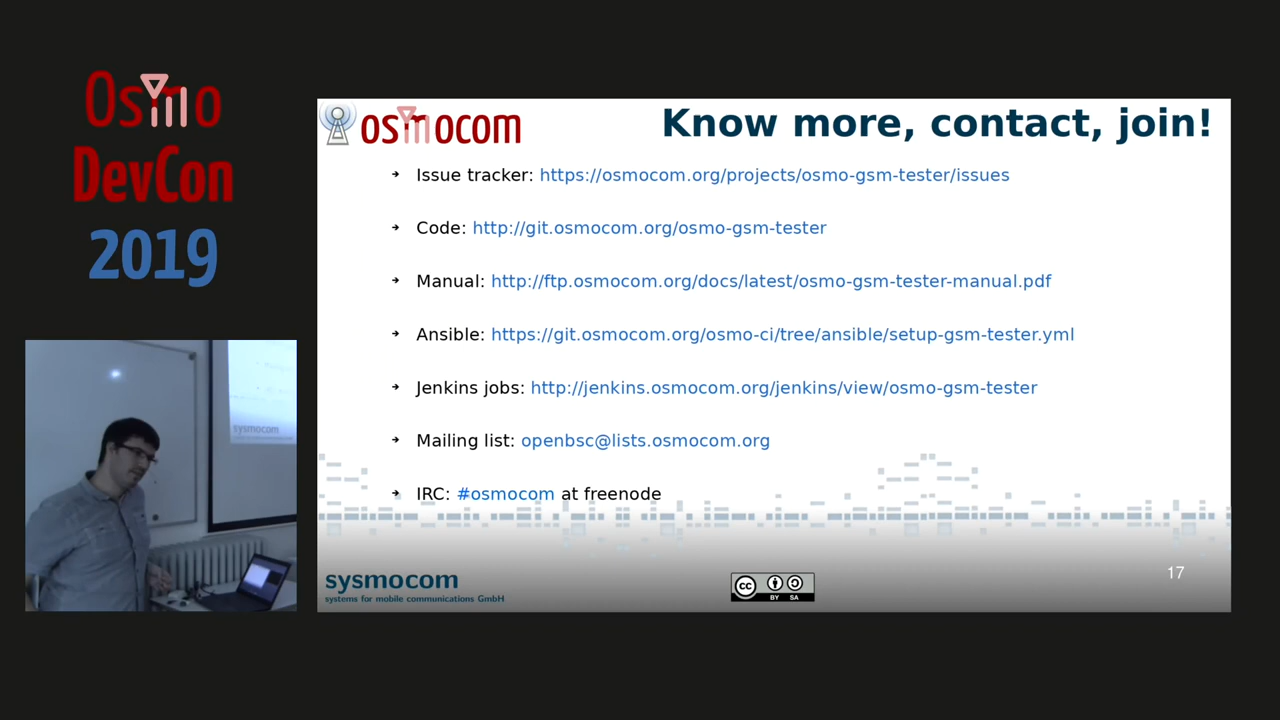 Osmo
DevCon
2019
osmocom
Know more, contact, join!
Issue tracker: https://osmocom.org/projects/osmo-gsm-tester/issues
Code: http://git.osmocom.org/osmo-gsm-tester
Manual: http://ftp.osmocom.org/docs/latest/osmo-gsm-tester-manual.pdf
Ansible: https://git.osmocom.org/osmo-ci/tree/ansible/setup-gsm-tester.yml
Jenkins jobs: http://jenkins.osmocom.org/jenkins/view/osmo-gsm-tester
Mailing list: openbsc@lists.osmocom.org
IRC: #osmocom at freenode
sysmocom
sysmocom
systems for mobile communications GmbH
cc
BY SA
17